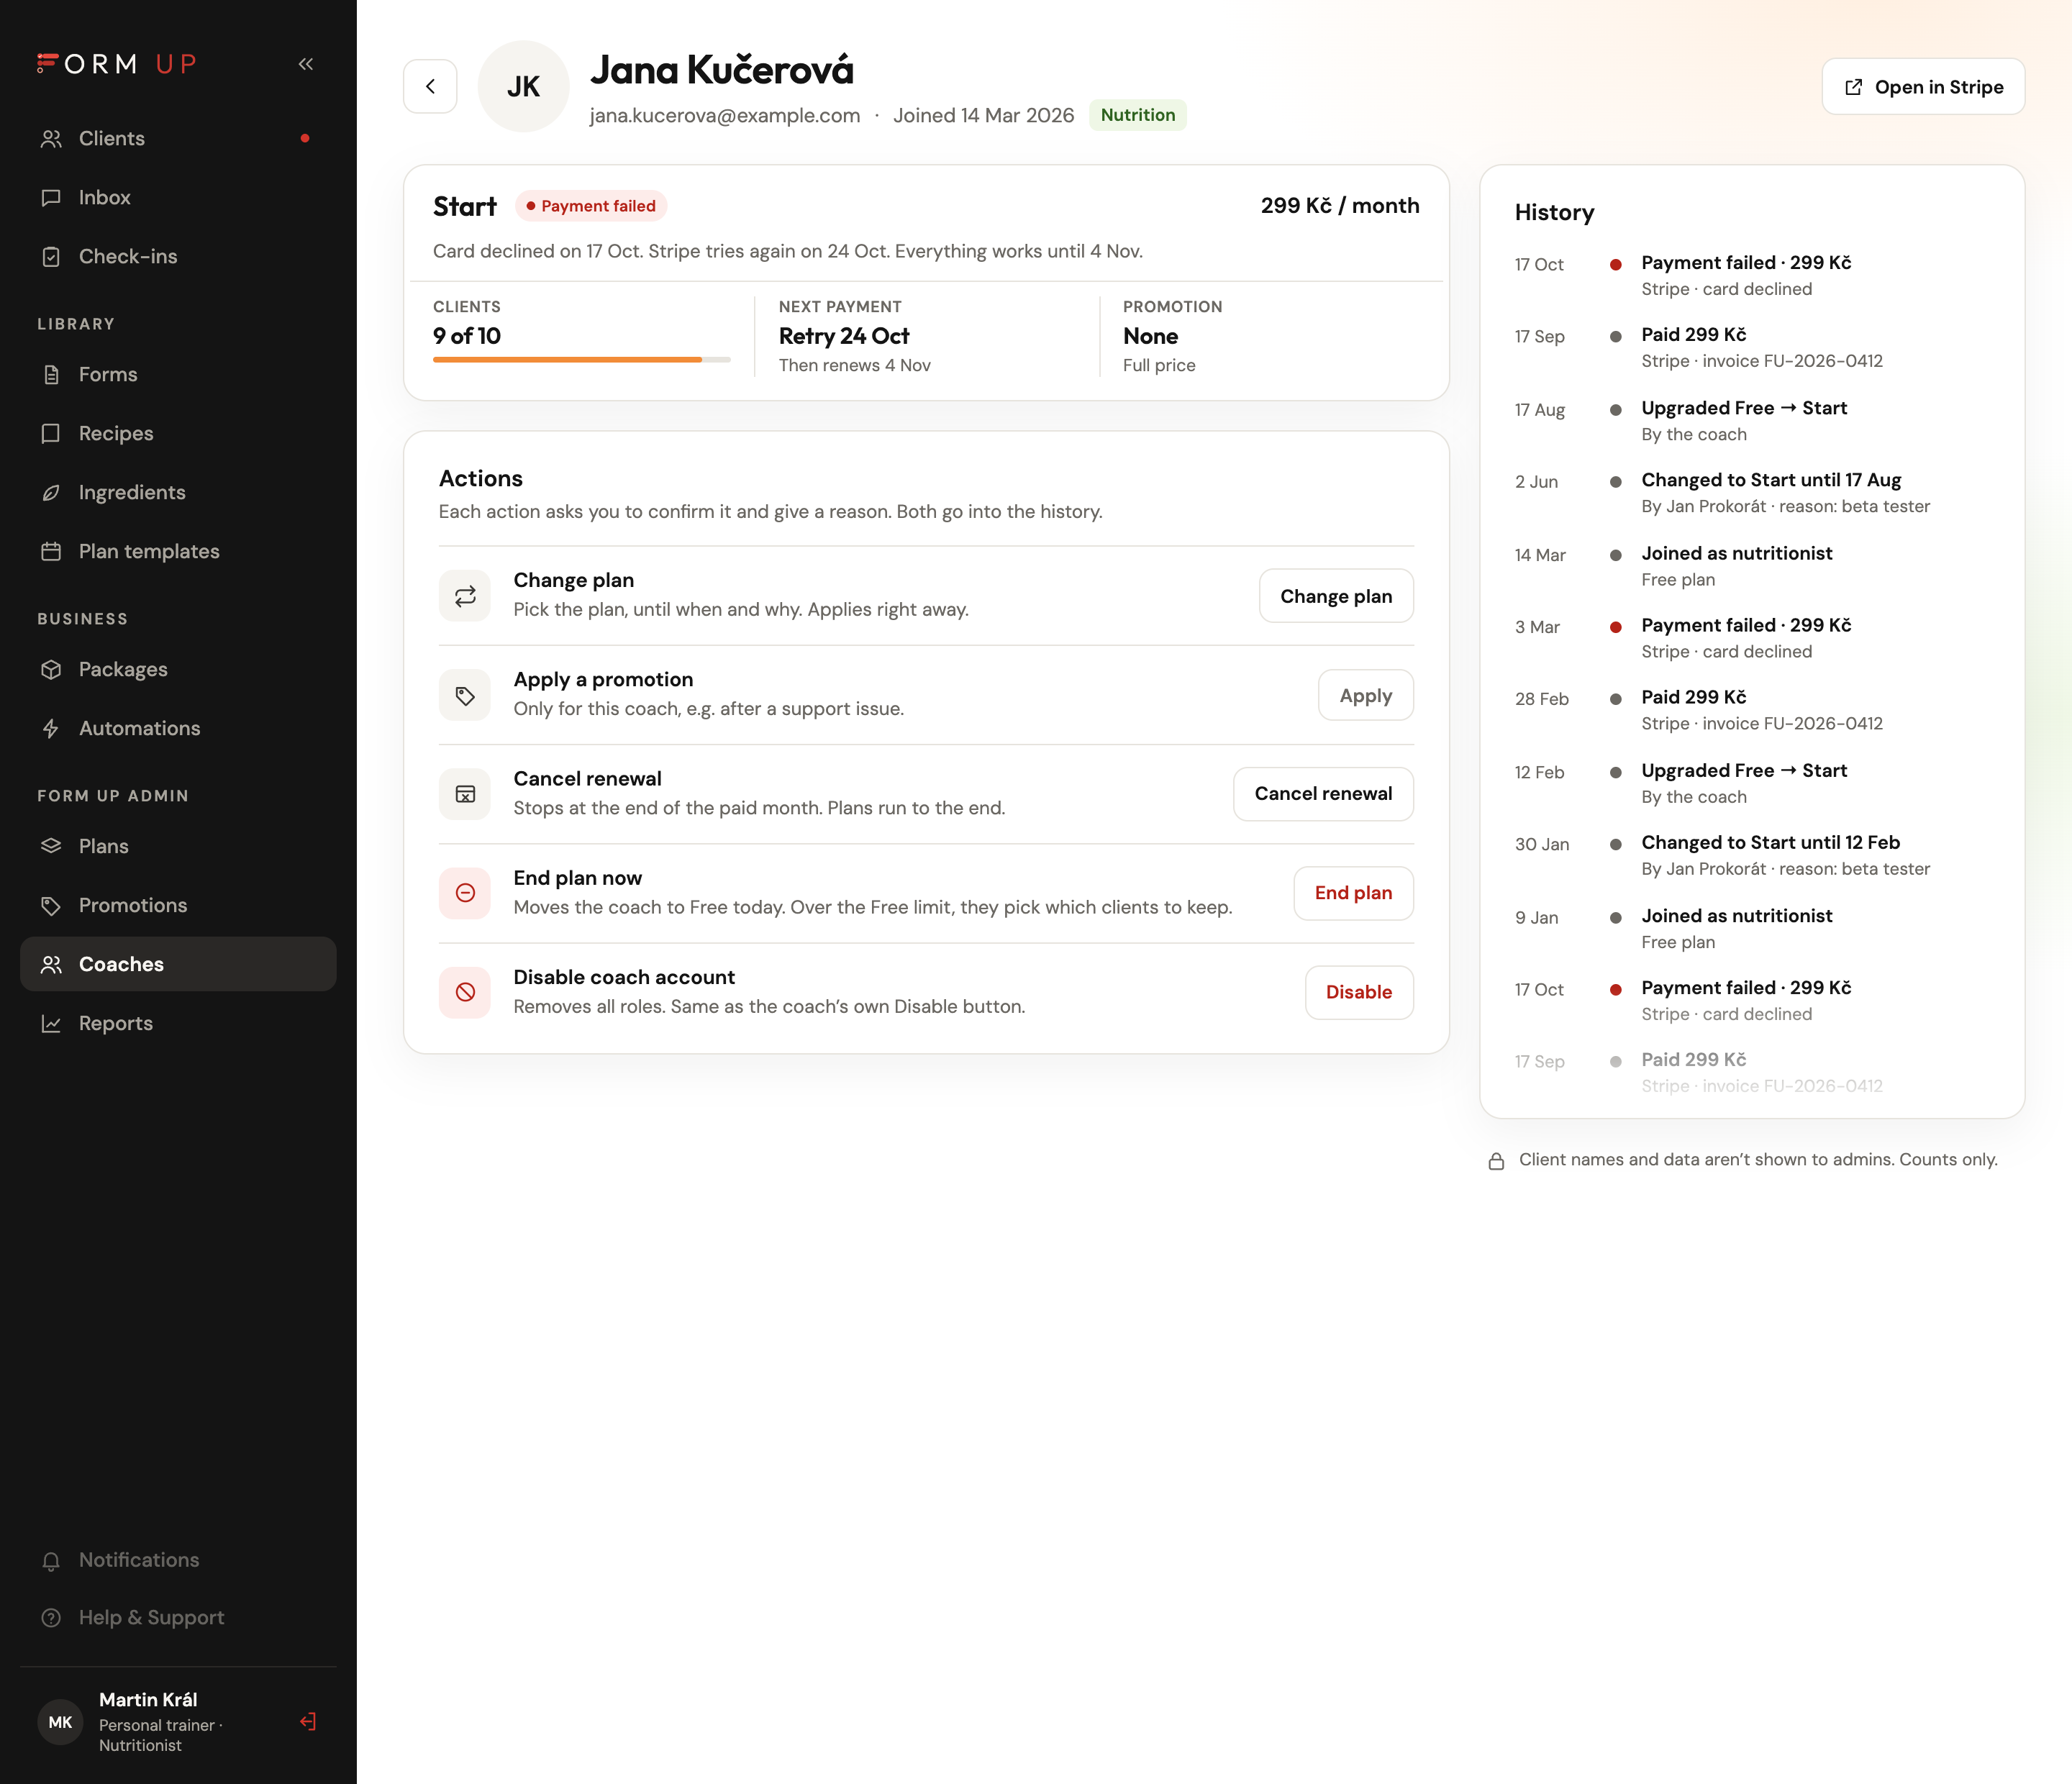 FORM UP
Clients
Inbox
Check-ins
LIBRARY
Forms
Recipes
Ingredients
Plan templates
BUSINESS
Packages
Automations
FORM UP ADMIN
Plans
Promotions
Coaches
Reports
Notifications
Help & Support
MK
Martin Král
Personal trainer ·
Nutritionist
JK
Jana Kučerová
jana.kucerova@example.com · Joined 14 Mar 2026 Nutrition
Open in Stripe
Start Payment failed 299 Kč / month
Card declined on 17 Oct. Stripe tries again on 24 Oct. Everything works until 4 Nov.
CLIENTS
9 of 10
NEXT PAYMENT
Retry 24 Oct
Then renews 4 Nov
PROMOTION
None
Full price
Actions
Each action asks you to confirm it and give a reason. Both go into the history.
Change plan
Pick the plan, until when and why. Applies right away.
Change plan
Apply a promotion
Only for this coach, e.g. after a support issue.
Apply
Cancel renewal
Stops at the end of the paid month. Plans run to the end.
Cancel renewal
End plan now
Moves the coach to Free today. Over the Free limit, they pick which clients to keep.
End plan
Disable coach account
Removes all roles. Same as the coach’s own Disable button.
Disable
History
17 Oct Payment failed · 299 Kč
Stripe · card declined
17 Sep Paid 299 Kč
Stripe · invoice FU-2026-0412
17 Aug Upgraded Free → Start
By the coach
2 Jun Changed to Start until 17 Aug
By Jan Prokorát · reason: beta tester
14 Mar Joined as nutritionist
Free plan
3 Mar Payment failed · 299 Kč
Stripe · card declined
28 Feb Paid 299 Kč
Stripe · invoice FU-2026-0412
12 Feb Upgraded Free → Start
By the coach
30 Jan Changed to Start until 12 Feb
By Jan Prokorát · reason: beta tester
9 Jan Joined as nutritionist
Free plan
17 Oct Payment failed · 299 Kč
Stripe · card declined
17 Sep Paid 299 Kč
Stripe · invoice FU-2026-0412
Client names and data aren’t shown to admins. Counts only.